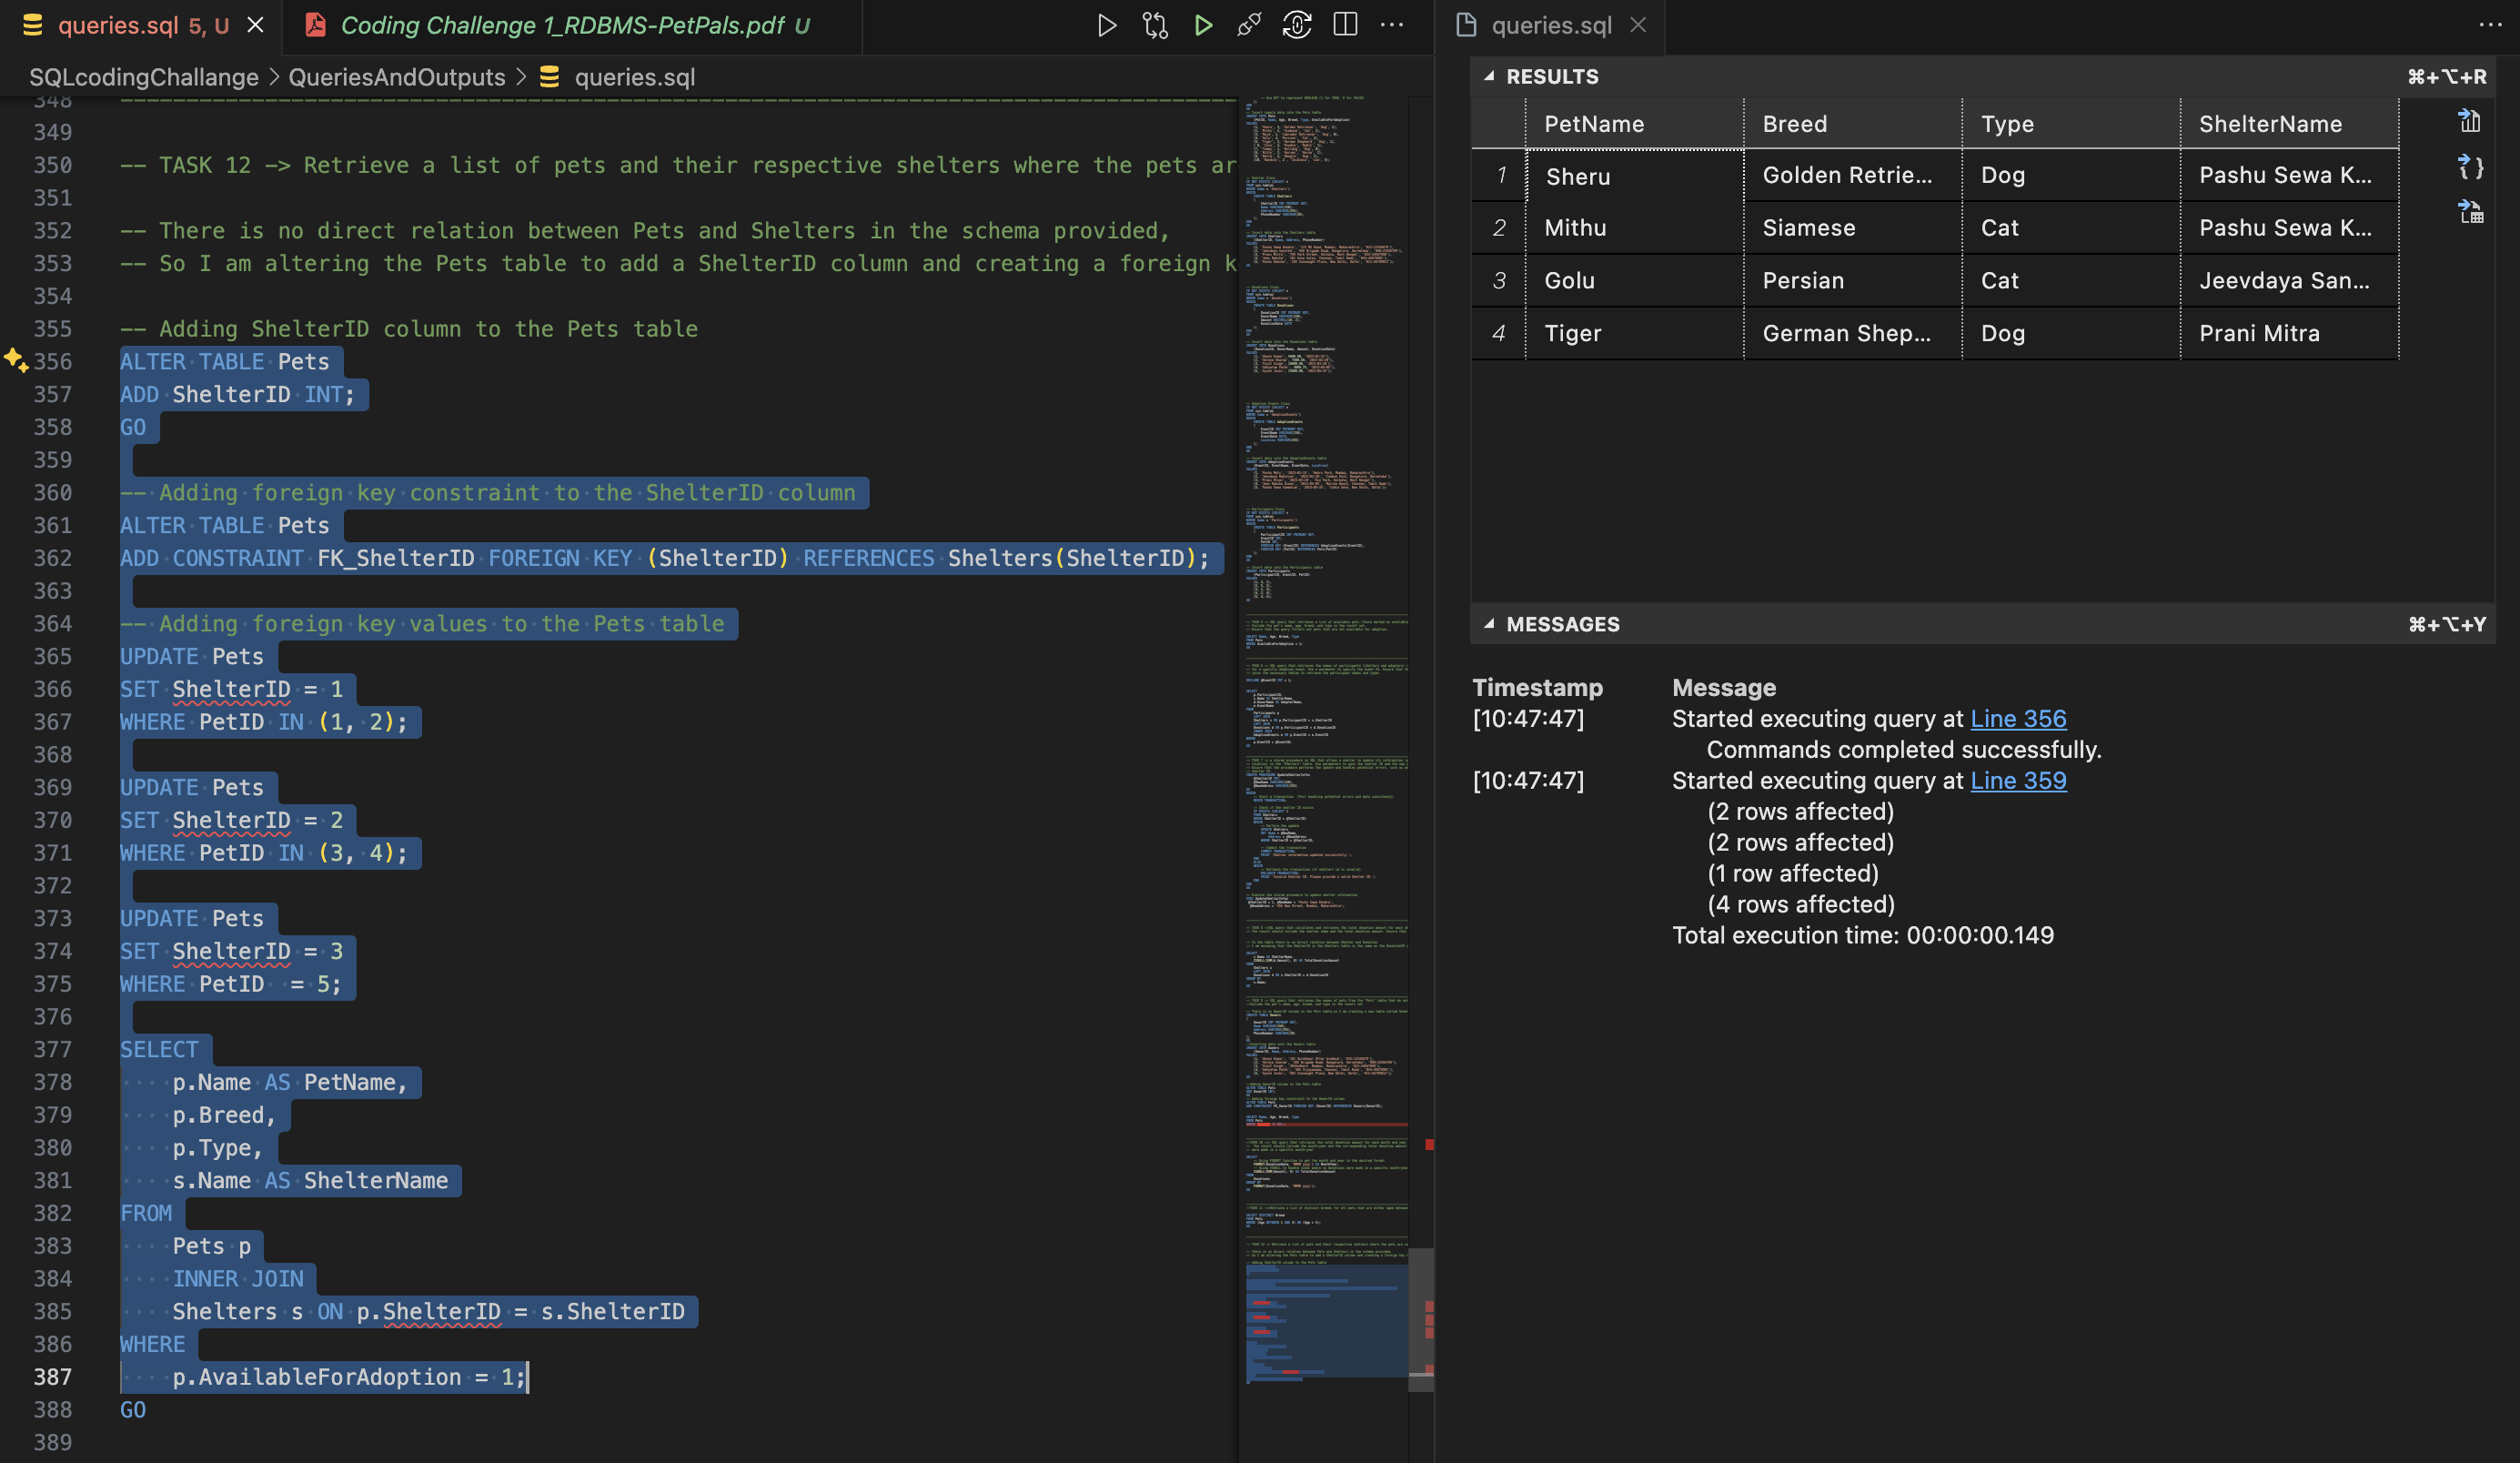 queries.sql 5, U
Coding Challenge 1_RDBMS-PetPals.pdf U
SQLcodingChallange > QueriesAndOutputs > queries.sql
348
349
350 -- TASK 12 -> Retrieve a list of pets and their respective shelters where the pets ar
351
352 -- There is no direct relation between Pets and Shelters in the schema provided,
353 -- So I am altering the Pets table to add a ShelterID column and creating a foreign k
354
355 -- Adding ShelterID column to the Pets table
356 ALTER TABLE Pets
357 ADD ShelterID INT;
358 GO
359
360 -- Adding foreign key constraint to the ShelterID column
361 ALTER TABLE Pets
362 ADD CONSTRAINT FK_ShelterID FOREIGN KEY (ShelterID) REFERENCES Shelters(ShelterID);
363
364 -- Adding foreign key values to the Pets table
365 UPDATE Pets
366 SET ShelterID = 1
367 WHERE PetID IN (1, 2);
368
369 UPDATE Pets
370 SET ShelterID = 2
371 WHERE PetID IN (3, 4);
372
373 UPDATE Pets
374 SET ShelterID = 3
375 WHERE PetID  = 5;
376
377 SELECT
378     p.Name AS PetName,
379     p.Breed,
380     p.Type,
381     s.Name AS ShelterName
382 FROM
383     Pets p
384     INNER JOIN
385     Shelters s ON p.ShelterID = s.ShelterID
386 WHERE
387     p.AvailableForAdoption = 1;
388 GO
389
queries.sql
RESULTS ⌘+⌥+R
PetName Breed Type ShelterName
1 Sheru Golden Retrie... Dog Pashu Sewa K...
2 Mithu Siamese Cat Pashu Sewa K...
3 Golu Persian Cat Jeevdaya San...
4 Tiger German Shep... Dog Prani Mitra
MESSAGES ⌘+⌥+Y
Timestamp Message
[10:47:47] Started executing query at Line 356
Commands completed successfully.
[10:47:47] Started executing query at Line 359
(2 rows affected)
(2 rows affected)
(1 row affected)
(4 rows affected)
Total execution time: 00:00:00.149